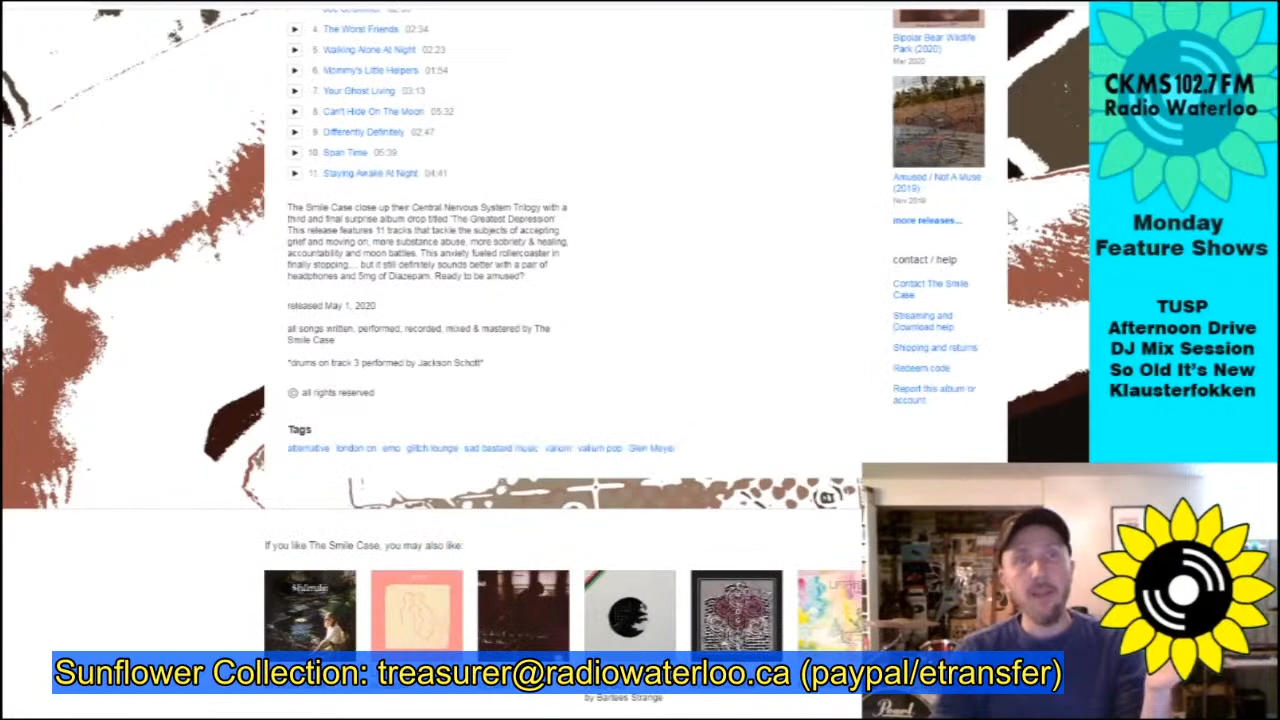 4. The Worst Friends 02:34
5. Walking Alone At Night 02:23
6. Mommy's Little Helpers 01:54
7. Your Ghost Living 03:13
8. Can't Hide On The Moon 05:32
9. Differently Definitely 02:47
10. Span Time 05:39
11. Staying Awake At Night 04:41
The Smile Case close up their Central Nervous System Trilogy with a
third and final surprise album drop titled 'The Greatest Depression'
This release features 11 tracks that tackle the subjects of accepting
grief and moving on, more substance abuse, more sobriety & healing,
accountability and moon battles. This anxiety fueled rollercoaster in
finally stopping.... but it still definitely sounds better with a pair of
headphones and 5mg of Diazepam. Ready to be amused?
released May 1, 2020
all songs written, performed, recorded, mixed & mastered by The
Smile Case
*drums on track 3 performed by Jackson Schott*
© all rights reserved
Tags
alternative london on emo glitch lounge sad bastard music valium valium pop Glen Meyer
If you like The Smile Case, you may also like:
by Bartees Strange
Bipolar Bear Wildlife
Park (2020)
Mar 2020
Amused / Not A Muse
(2019)
Nov 2019
more releases...
contact / help
Contact The Smile
Case
Streaming and
Download help
Shipping and returns
Redeem code
Report this album or
account
CKMS 102.7 FM
Radio Waterloo
Monday
Feature Shows
TUSP
Afternoon Drive
DJ Mix Session
So Old It's New
Klausterfokken
Sunflower Collection: treasurer@radiowaterloo.ca (paypal/etransfer)
Pearl